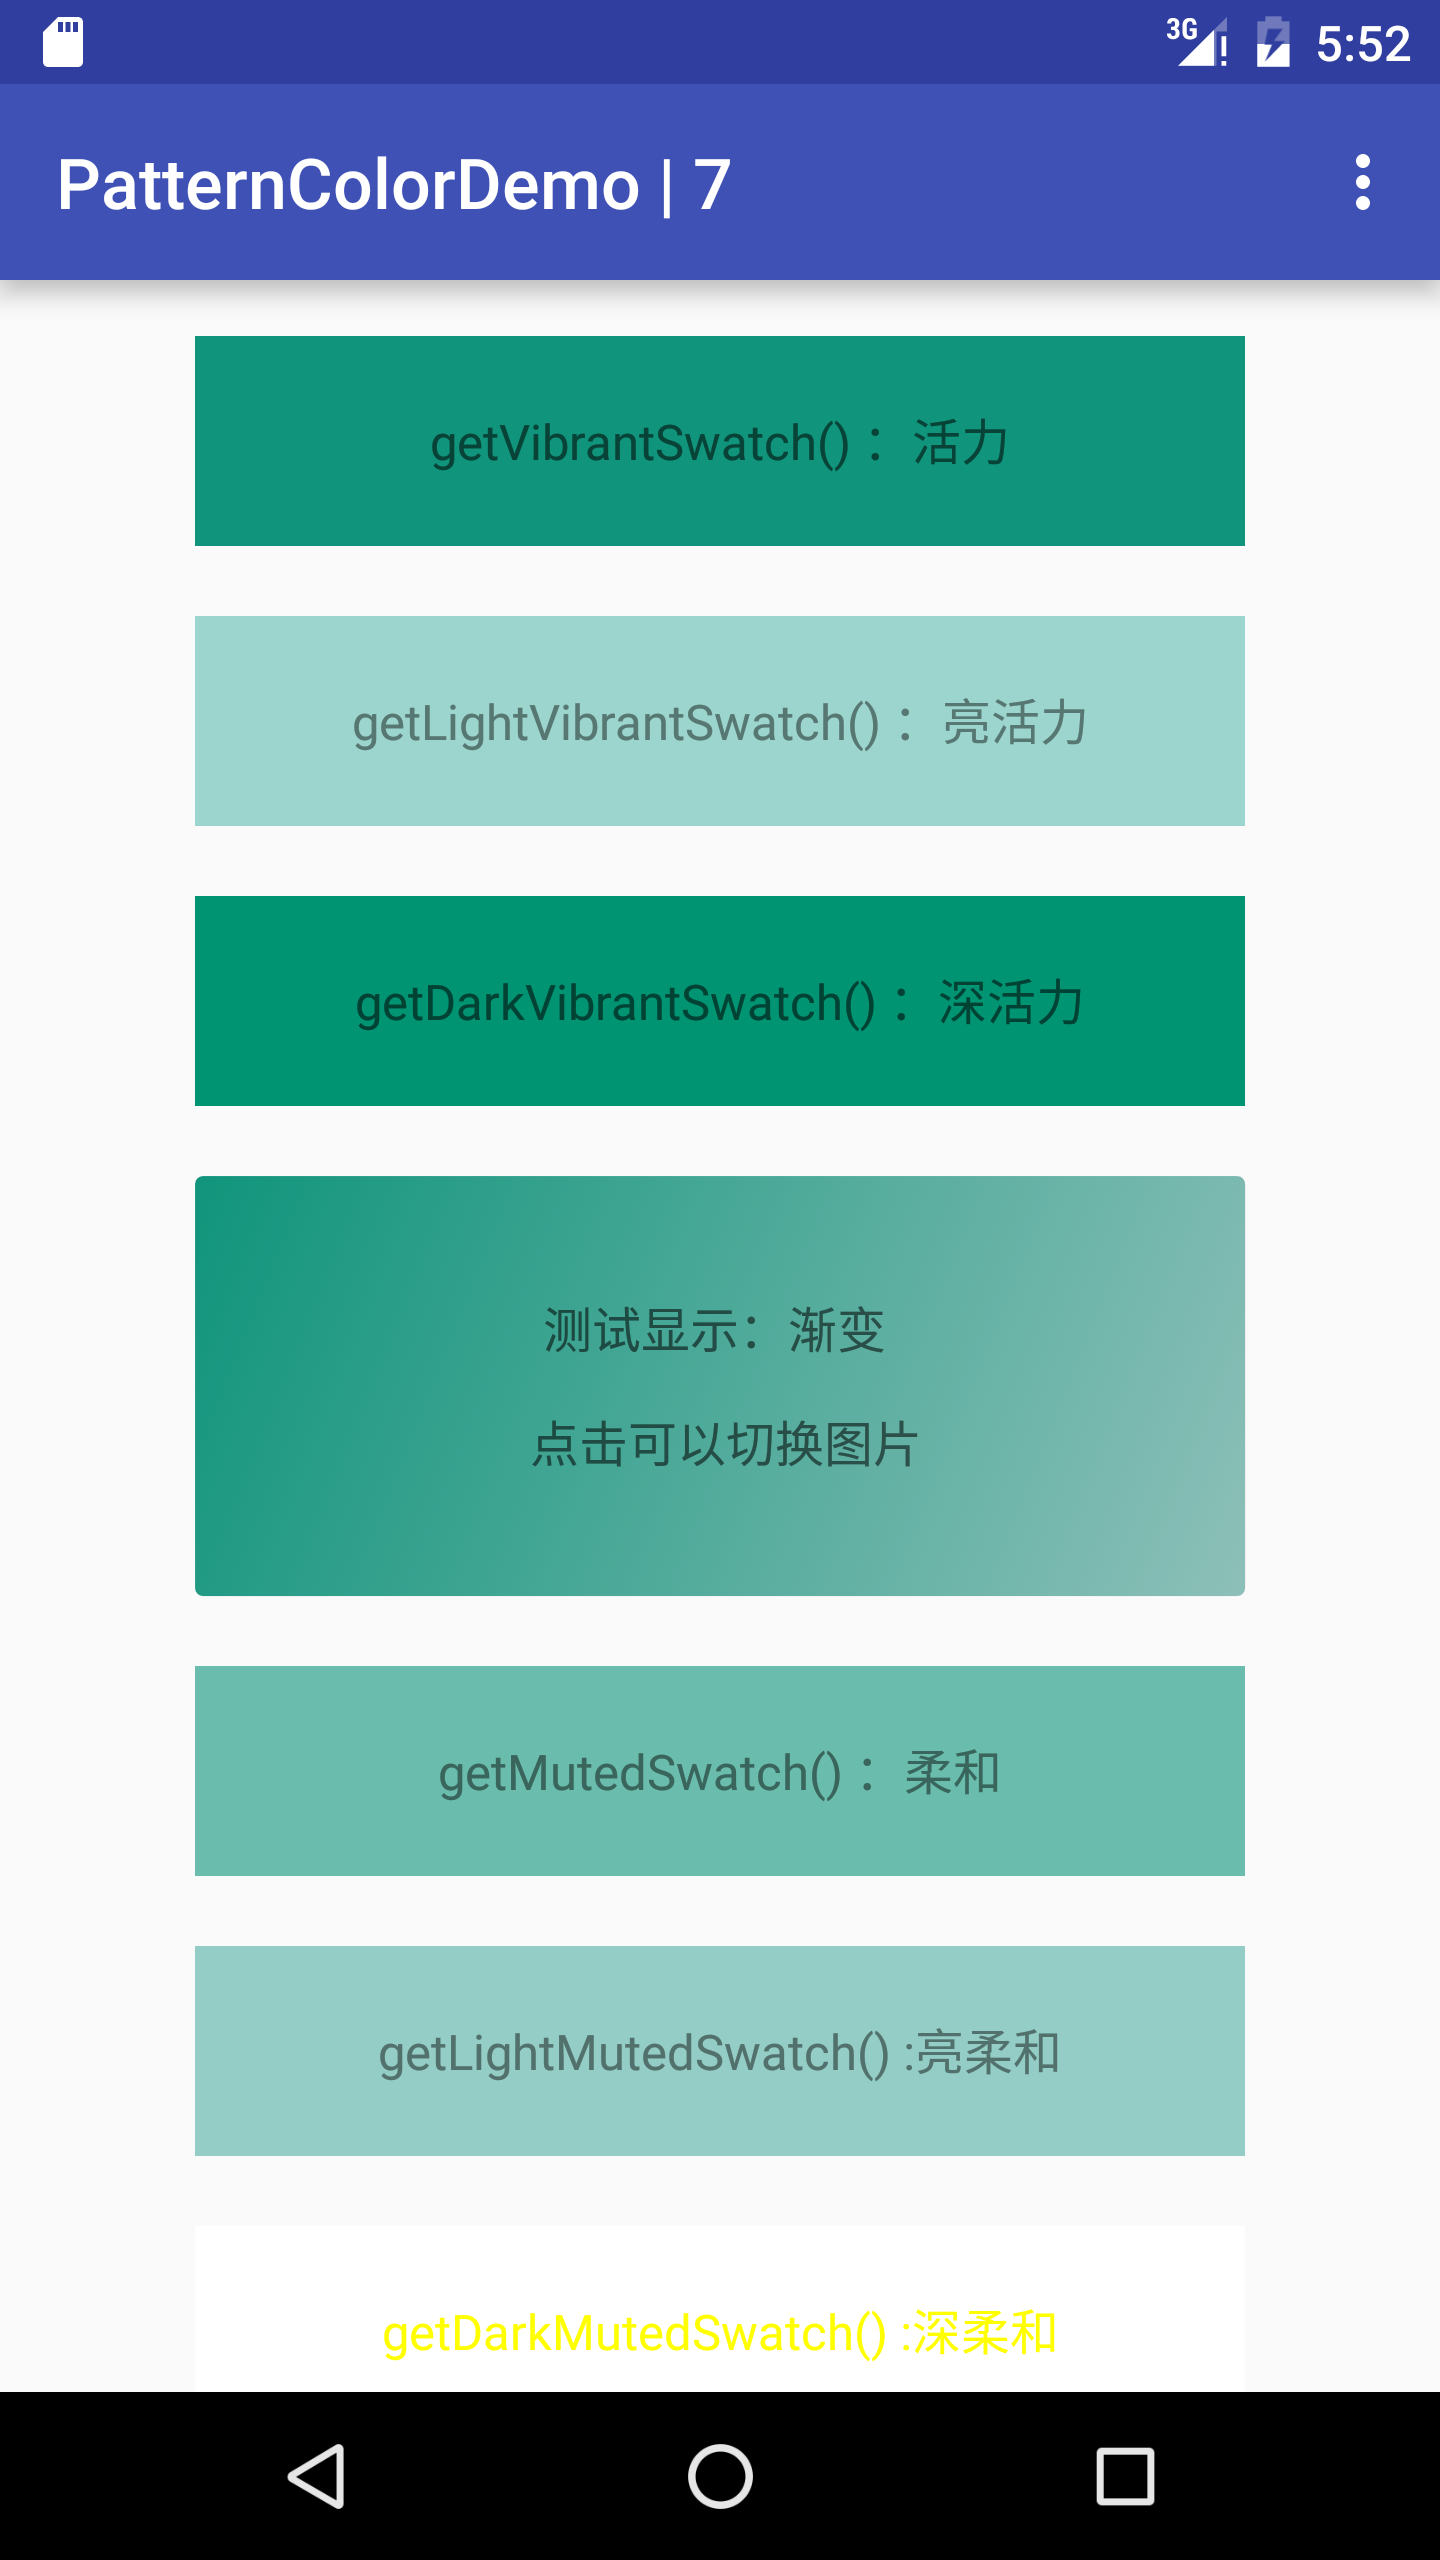 3G 5:52
PatternColorDemo | 7
getVibrantSwatch() ： 活力
getLightVibrantSwatch() ： 亮活力
getDarkVibrantSwatch() ： 深活力
测试显示：渐变
点击可以切换图片
getMutedSwatch() ： 柔和
getLightMutedSwatch() :亮柔和
getDarkMutedSwatch() :深柔和